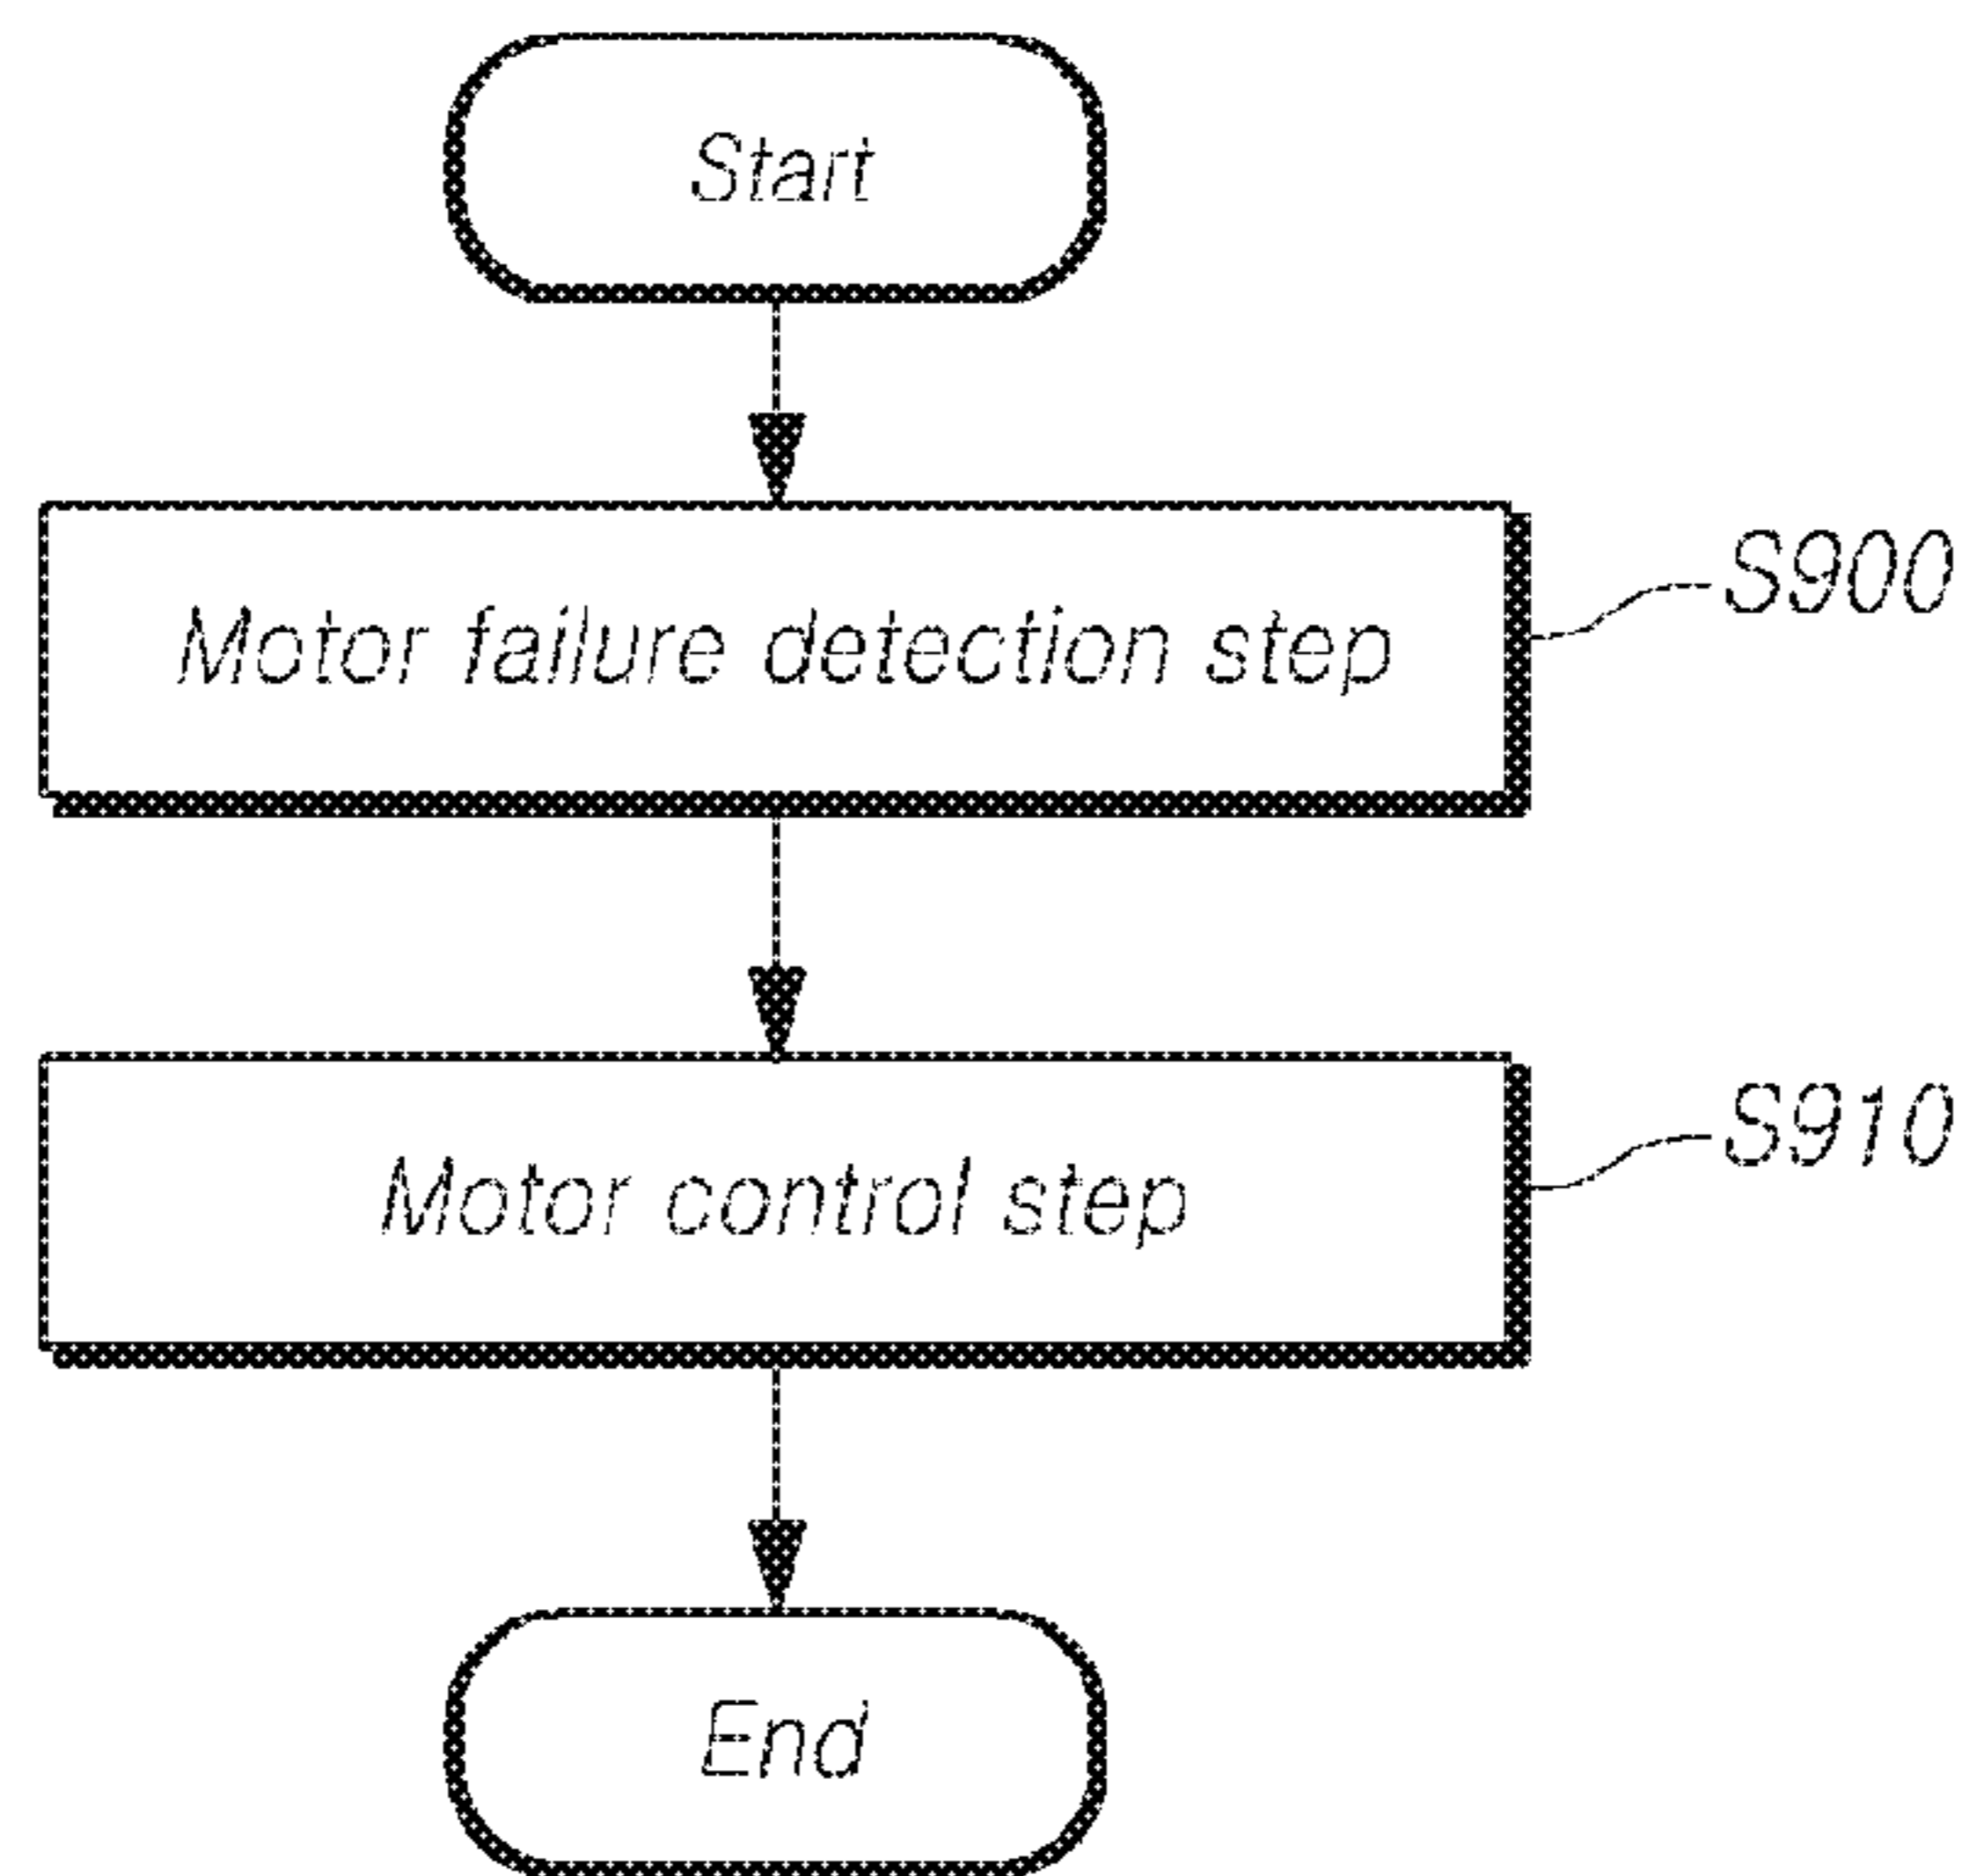 Start
Motor failure detection step
S900
Motor control step
S910
End